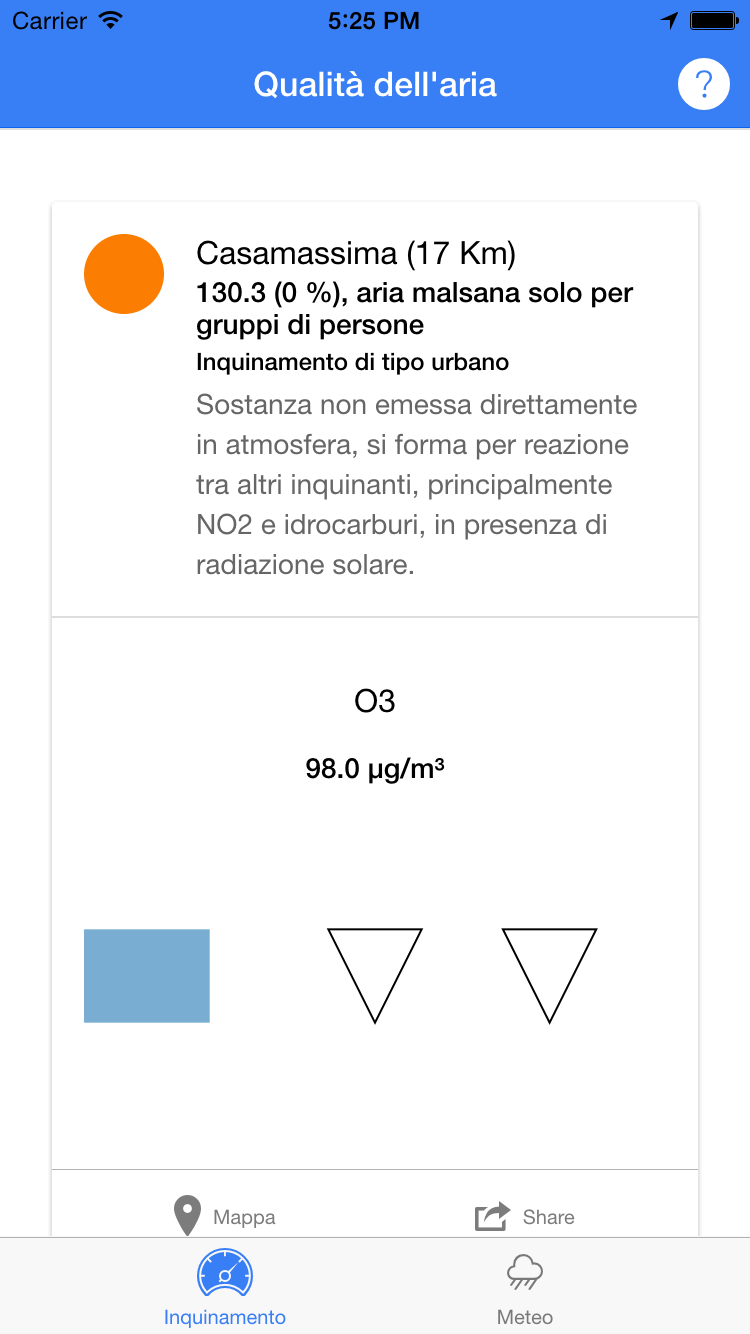 Carrier 5:25 PM
Qualità dell'aria
?
Casamassima (17 Km)
130.3 (0 %), aria malsana solo per
gruppi di persone
Inquinamento di tipo urbano
Sostanza non emessa direttamente
in atmosfera, si forma per reazione
tra altri inquinanti, principalmente
NO2 e idrocarburi, in presenza di
radiazione solare.
O3
98.0 µg/m³
Mappa Share
Inquinamento Meteo